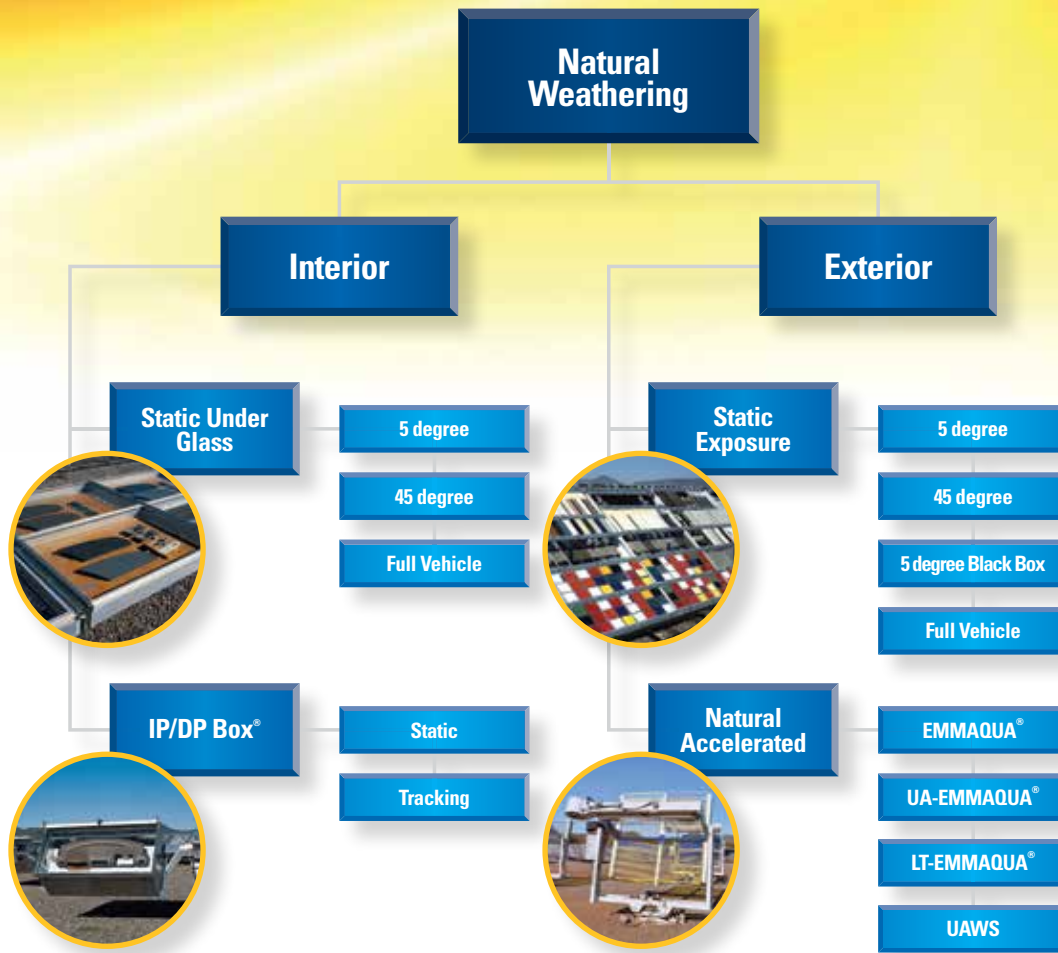 Natural
Weathering
Interior
Exterior
Static Under
Glass
5 degree
45 degree
Full Vehicle
IP/DP Box®
Static
Tracking
Static
Exposure
5 degree
45 degree
5 degree Black Box
Full Vehicle
Natural
Accelerated
EMMAQUA®
UA-EMMAQUA®
LT-EMMAQUA®
UAWS